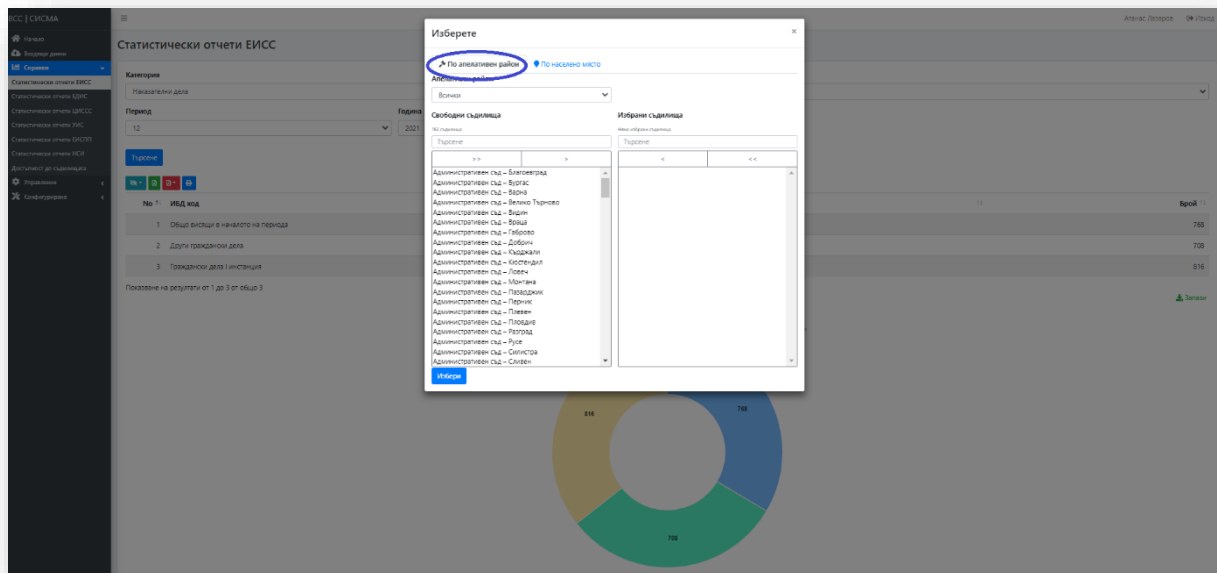 ВСС | СИСМА
Атанас Лазаров
Изход
Начало
Входящи данни
Справки
Статистически отчети ЕИСС
Статистически отчети ЕДИС
Статистически отчети ЦИССС
Статистически отчети УИС
Статистически отчети ЕИСПП
Статистически отчети НСИ
Достъпност до съдилищата
Управление
Конфигуриране
Статистически отчети ЕИСС
Категория
Наказателни дела
Период
Година
12
2021
Търсене
No
ИБД код
Брой
1 Общо висящи в началото на периода 768
2 Други граждански дела 708
3 Граждански дела I инстанция 816
Показване на резултати от 1 до 3 от общо 3
Запази
Изберете
×
По апелативен район
По населено място
Апелативен район
Всички
Свободни съдилища
Избрани съдилища
182 съдилища
Няма избрани съдилища
Търсене
Търсене
>>
>
<
<<
Административен съд – Благоевград
Административен съд – Бургас
Административен съд – Варна
Административен съд – Велико Търново
Административен съд – Видин
Административен съд – Враца
Административен съд – Габрово
Административен съд – Добрич
Административен съд – Кърджали
Административен съд – Кюстендил
Административен съд – Ловеч
Административен съд – Монтана
Административен съд – Пазарджик
Административен съд – Перник
Административен съд – Плевен
Административен съд – Пловдив
Административен съд – Разград
Административен съд – Русе
Административен съд – Силистра
Административен съд – Сливен
Избери
816
768
708